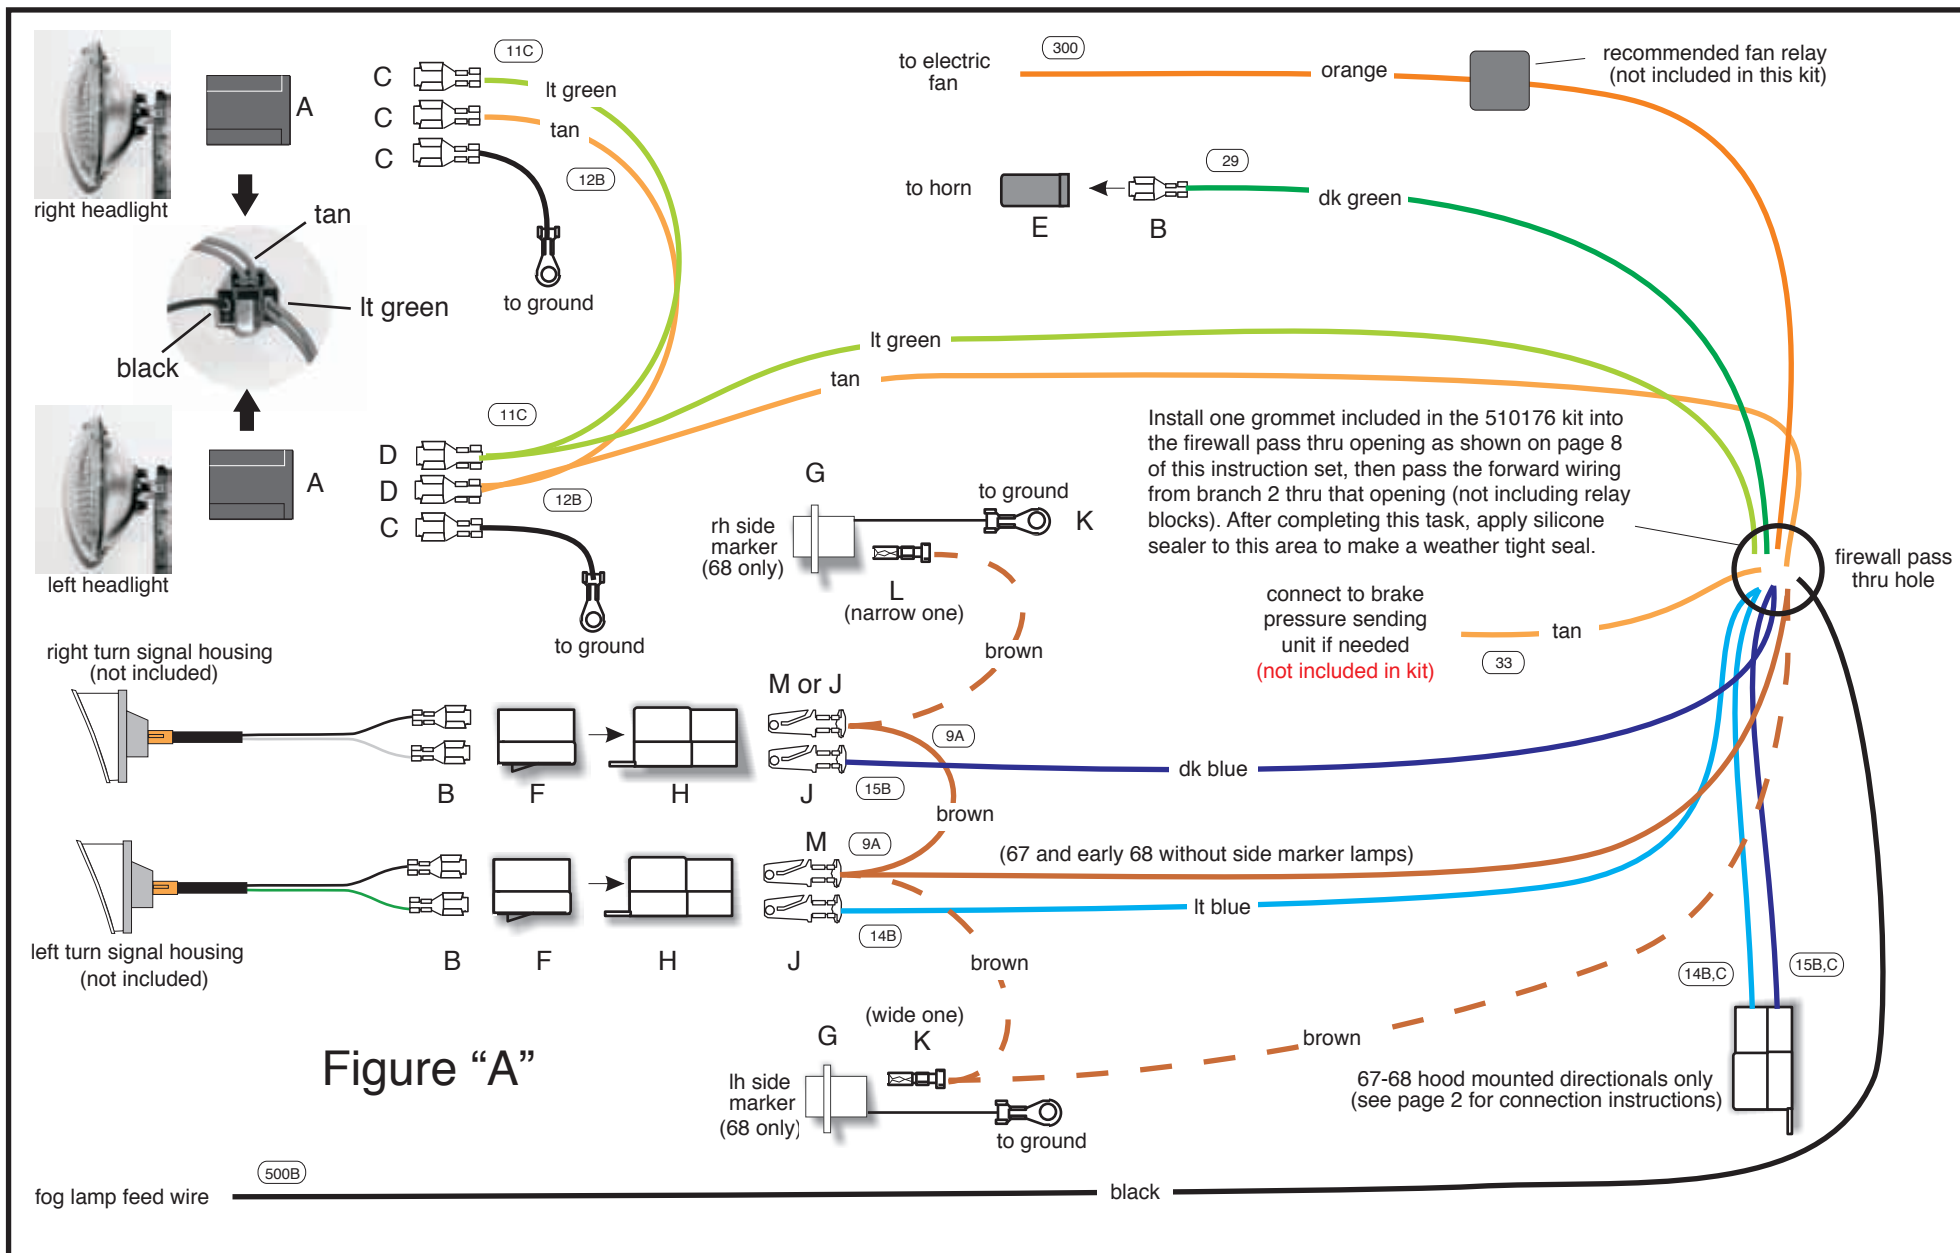 right headlight
A
tan
lt green
black
A
left headlight
C
11C
lt green
C
tan
C
12B
to ground
11C
D
D
12B
C
to ground
to electric
fan
300
orange
recommended fan relay
(not included in this kit)
to horn
E
B
29
dk green
lt green
tan
Install one grommet included in the 510176 kit into
the firewall pass thru opening as shown on page 8
of this instruction set, then pass the forward wiring
from branch 2 thru that opening (not including relay
blocks). After completing this task, apply silicone
sealer to this area to make a weather tight seal.
firewall pass
thru hole
G
to ground
K
rh side
marker
(68 only)
L
(narrow one)
brown
connect to brake
pressure sending
unit if needed
(not included in kit)
tan
33
right turn signal housing
(not included)
B
F
H
M or J
J
9A
15B
dk blue
brown
left turn signal housing
(not included)
B
F
H
M
J
9A
14B
(67 and early 68 without side marker lamps)
lt blue
brown
14B,C
15B,C
(wide one)
G
K
brown
lh side
marker
(68 only)
to ground
67-68 hood mounted directionals only
(see page 2 for connection instructions)
Figure “A”
fog lamp feed wire
500B
black